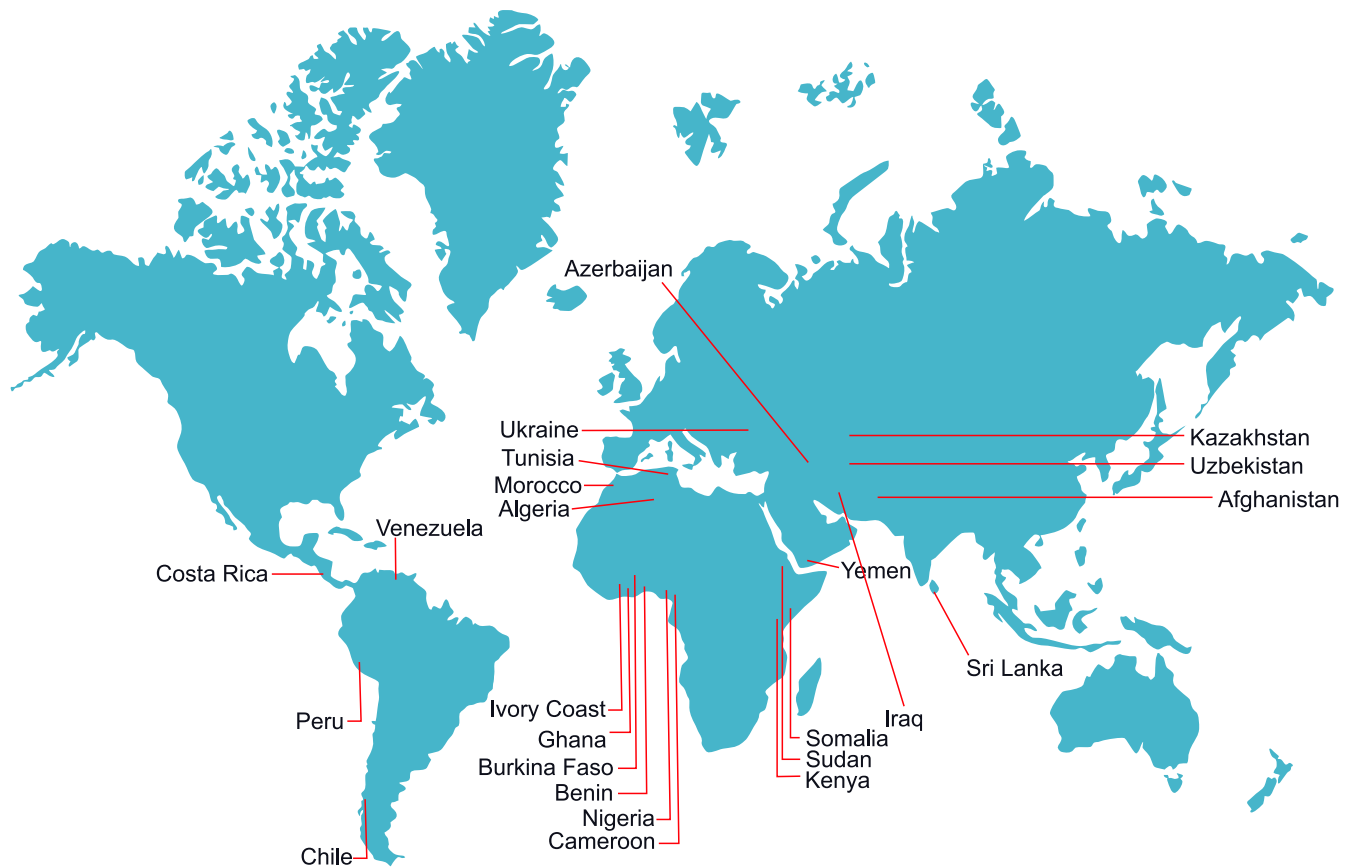 Azerbaijan
Ukraine
Tunisia
Morocco
Algeria
Kazakhstan
Uzbekistan
Afghanistan
Venezuela
Costa Rica
Yemen
Sri Lanka
Peru
Ivory Coast
Ghana
Burkina Faso
Benin
Nigeria
Cameroon
Iraq
Somalia
Sudan
Kenya
Chile